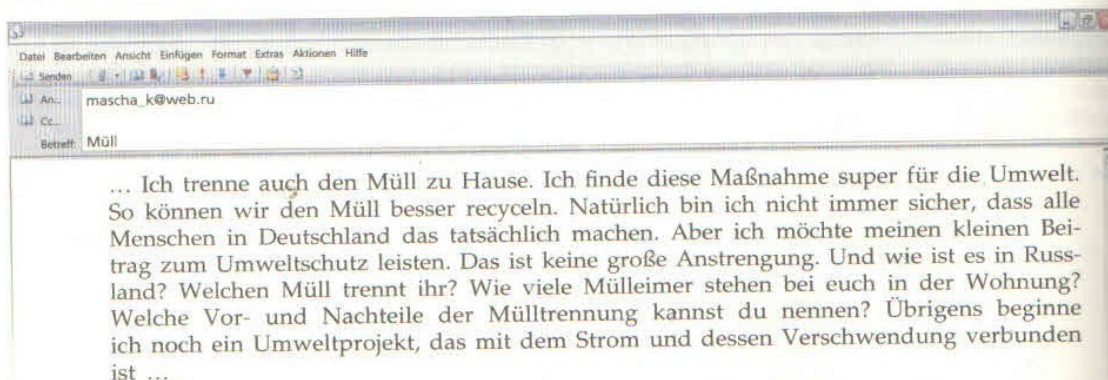 Datei Bearbeiten Ansicht Einfügen Format Extras Aktionen Hilfe
Senden
An...
mascha_k@web.ru
Cc...
Betreff: Müll
... Ich trenne auch den Müll zu Hause. Ich finde diese Maßnahme super für die Umwelt.
So können wir den Müll besser recyceln. Natürlich bin ich nicht immer sicher, dass alle
Menschen in Deutschland das tatsächlich machen. Aber ich möchte meinen kleinen Bei-
trag zum Umweltschutz leisten. Das ist keine große Anstrengung. Und wie ist es in Russ-
land? Welchen Müll trennt ihr? Wie viele Mülleimer stehen bei euch in der Wohnung?
Welche Vor- und Nachteile der Mülltrennung kannst du nennen? Übrigens beginne
ich noch ein Umweltprojekt, das mit dem Strom und dessen Verschwendung verbunden
ist ...